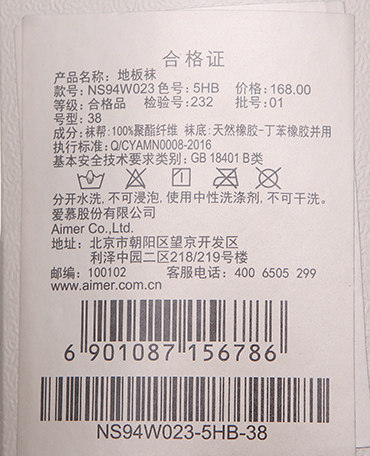 合格证
产品名称: 地板袜
款号: NS94W023 色号: 5HB 价格: 168.00
等级: 合格品 检验号: 232 批号: 01
号型: 38
成分: 袜帮: 100%聚酯纤维 袜底: 天然橡胶-丁苯橡胶并用
执行标准: Q/CYAMN0008-2016
基本安全技术要求类别: GB 18401 B类
分开水洗, 不可浸泡, 使用中性洗涤剂, 不可干洗。
爱慕股份有限公司
Aimer Co.,Ltd.
地址: 北京市朝阳区望京开发区
利泽中园二区218/219号楼
邮编: 100102 客服电话: 400 6505 299
www.aimer.com.cn
6 901087 156786
NS94W023-5HB-38